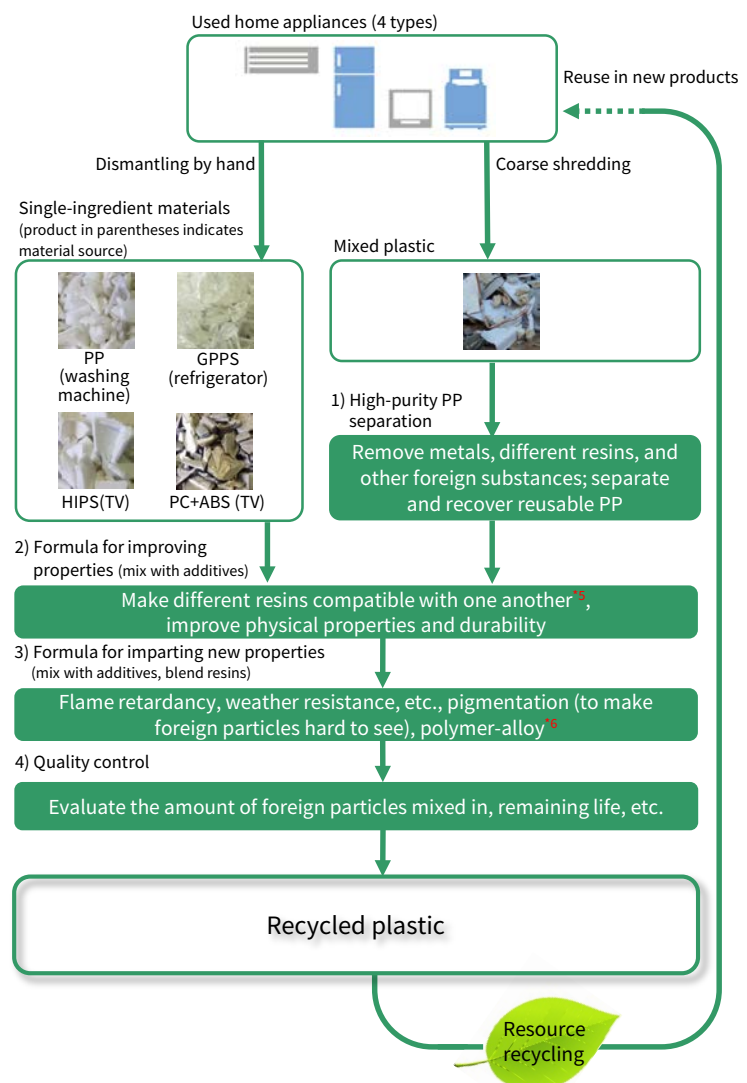 Used home appliances (4 types)
Reuse in new products
Dismantling by hand
Coarse shredding
Single-ingredient materials
(product in parentheses indicates
material source)
Mixed plastic
PP
(washing
machine)
GPPS
(refrigerator)
HIPS(TV)
PC+ABS (TV)
1) High-purity PP
separation
Remove metals, different resins, and
other foreign substances; separate
and recover reusable PP
2) Formula for improving
properties (mix with additives)
Make different resins compatible with one another*5,
improve physical properties and durability
3) Formula for imparting new properties
(mix with additives, blend resins)
Flame retardancy, weather resistance, etc., pigmentation (to make
foreign particles hard to see), polymer-alloy*6
4) Quality control
Evaluate the amount of foreign particles mixed in, remaining life, etc.
Recycled plastic
Resource
recycling